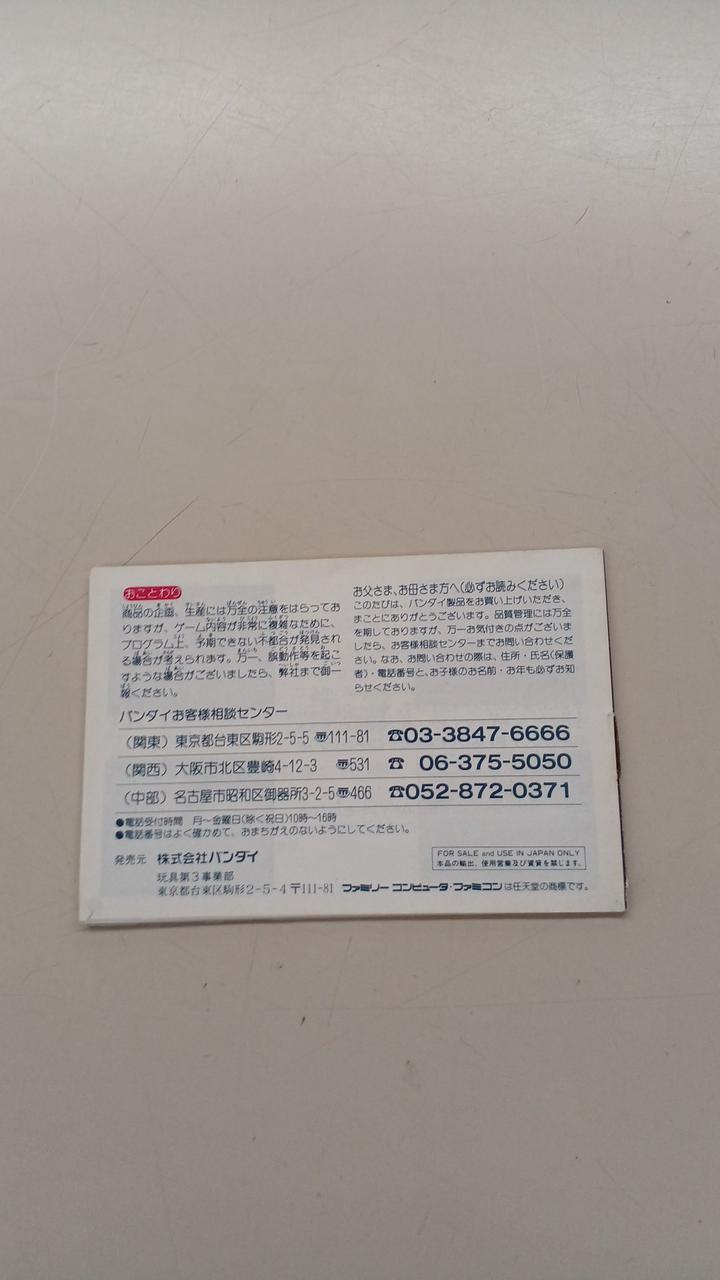 おことわり
商品の企画、生産には万全の注意をはらってお
りますが、ゲーム内容が非常に複雑なために、
プログラム上、予期できない不都合が発見され
る場合が考えられます。万一、誤動作等を起こ
すような場合がございましたら、弊社まで御一
報ください。
お父さま、お母さま方へ(必ずお読みください)
このたびは、バンダイ製品をお買い上げいただき、
まことにありがとうございます。品質管理には万全
を期しておりますが、万一お気付きの点がございま
したら、お客様相談センターまでお問い合わせくだ
さい。なお、お問い合わせの際は、住所・氏名(保護
者)・電話番号と、お子様のお名前・お年も必ずお知
らせください。
バンダイお客様相談センター
(関東) 東京都台東区駒形2-5-5 〠111-81 ☎03-3847-6666
(関西) 大阪市北区豊崎4-12-3 〠531 ☎ 06-375-5050
(中部) 名古屋市昭和区御器所3-2-5〠466 ☎052-872-0371
●電話受付時間 月〜金曜日(除く祝日)10時〜16時
●電話番号はよく確かめて、おまちがえのないようにしてください。
発売元 株式会社バンダイ
玩具第3事業部
東京都台東区駒形2-5-4 〒111-81
FOR SALE and USE IN JAPAN ONLY
本品の輸出、使用営業及び賃貸を禁じます。
ファミリーコンピュータ・ファミコンは任天堂の商標です。